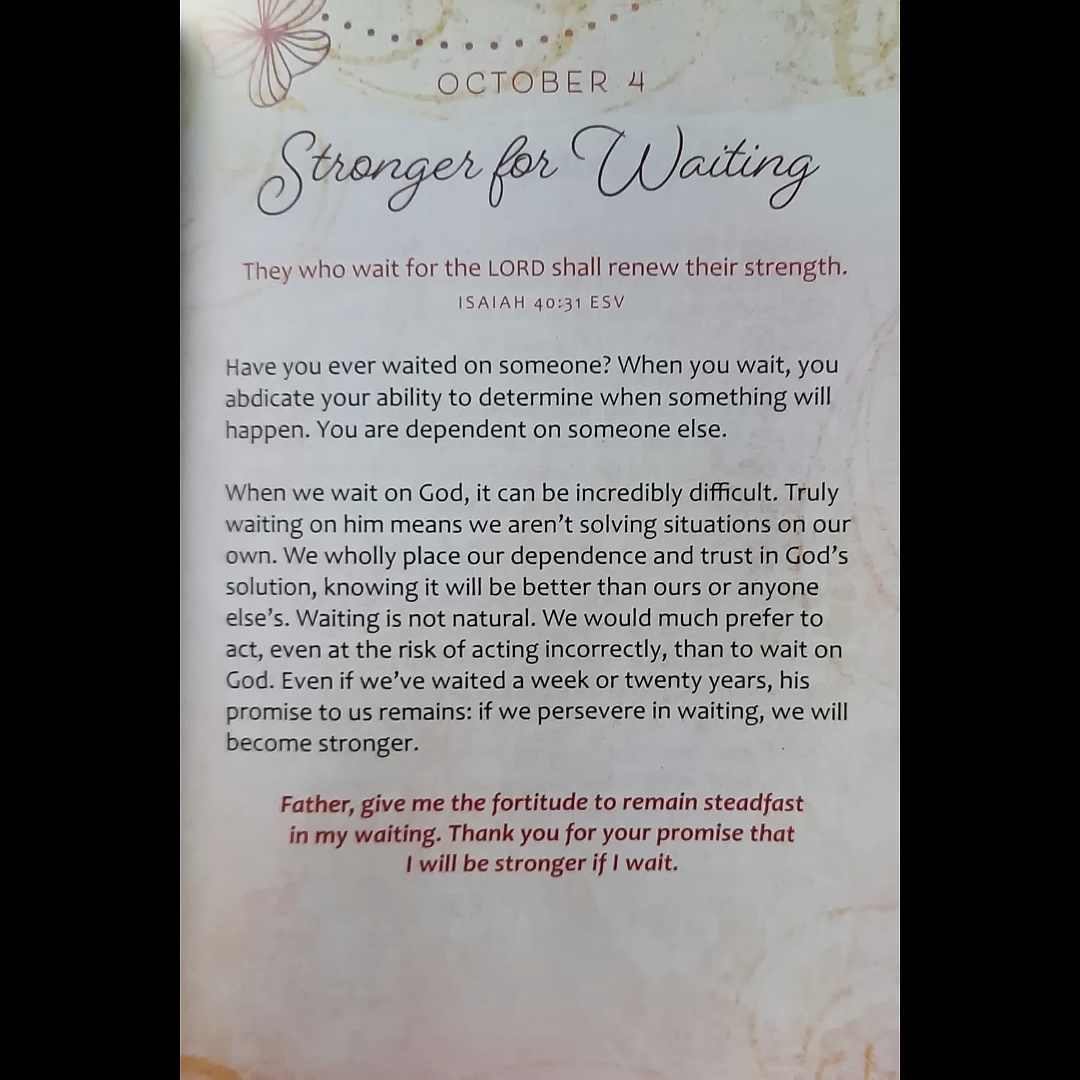 OCTOBER 4
Stronger for Waiting
They who wait for the LORD shall renew their strength.
ISAIAH 40:31 ESV
Have you ever waited on someone? When you wait, you
abdicate your ability to determine when something will
happen. You are dependent on someone else.
When we wait on God, it can be incredibly difficult. Truly
waiting on him means we aren't solving situations on our
own. We wholly place our dependence and trust in God's
solution, knowing it will be better than ours or anyone
else's. Waiting is not natural. We would much prefer to
act, even at the risk of acting incorrectly, than to wait on
God. Even if we've waited a week or twenty years, his
promise to us remains: if we persevere in waiting, we will
become stronger.
Father, give me the fortitude to remain steadfast
in my waiting. Thank you for your promise that
I will be stronger if I wait.